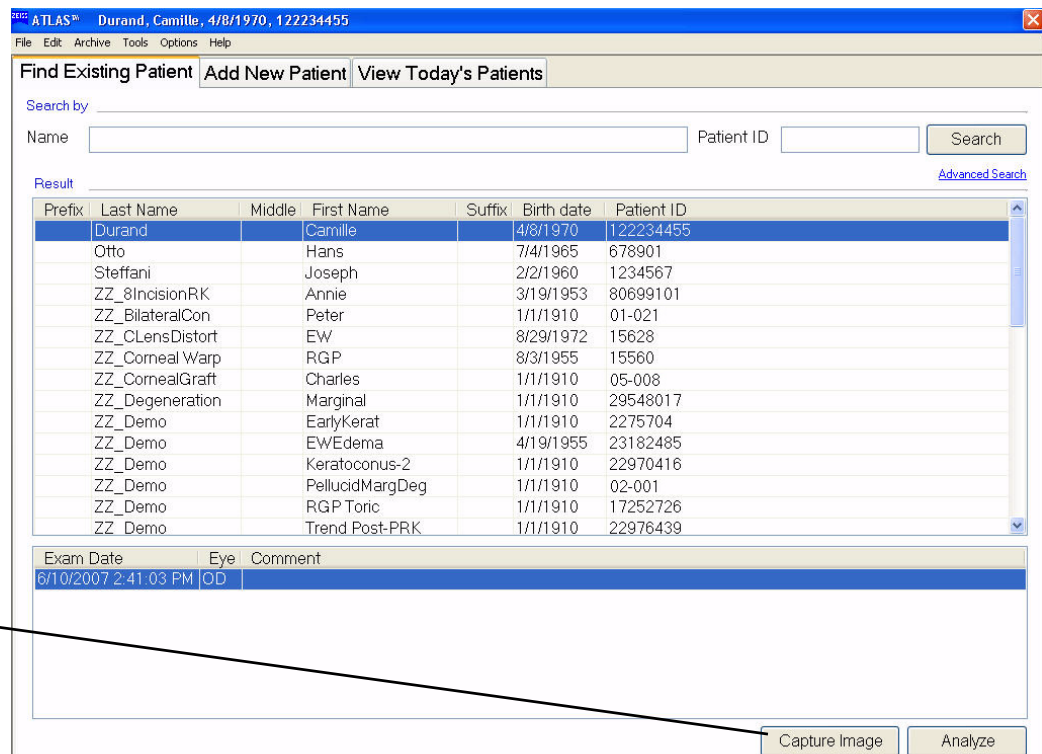 ZEISS ATLAS™ Durand, Camille, 4/8/1970, 122234455
File Edit Archive Tools Options Help
Find Existing Patient Add New Patient View Today's Patients
Search by
Name Patient ID Search
Advanced Search
Result
Prefix Last Name Middle First Name Suffix Birth date Patient ID
Durand Camille 4/8/1970 122234455
Otto Hans 7/4/1965 678901
Steffani Joseph 2/2/1960 1234567
ZZ_8IncisionRK Annie 3/19/1953 80699101
ZZ_BilateralCon Peter 1/1/1910 01-021
ZZ_CLensDistort EW 8/29/1972 15628
ZZ_Corneal Warp RGP 8/3/1955 15560
ZZ_CornealGraft Charles 1/1/1910 05-008
ZZ_Degeneration Marginal 1/1/1910 29548017
ZZ_Demo EarlyKerat 1/1/1910 2275704
ZZ_Demo EWEdema 4/19/1955 23182485
ZZ_Demo Keratoconus-2 1/1/1910 22970416
ZZ_Demo PellucidMargDeg 1/1/1910 02-001
ZZ_Demo RGP Toric 1/1/1910 17252726
ZZ_Demo Trend Post-PRK 1/1/1910 22976439
Exam Date Eye Comment
6/10/2007 2:41:03 PM OD
Capture Image Analyze